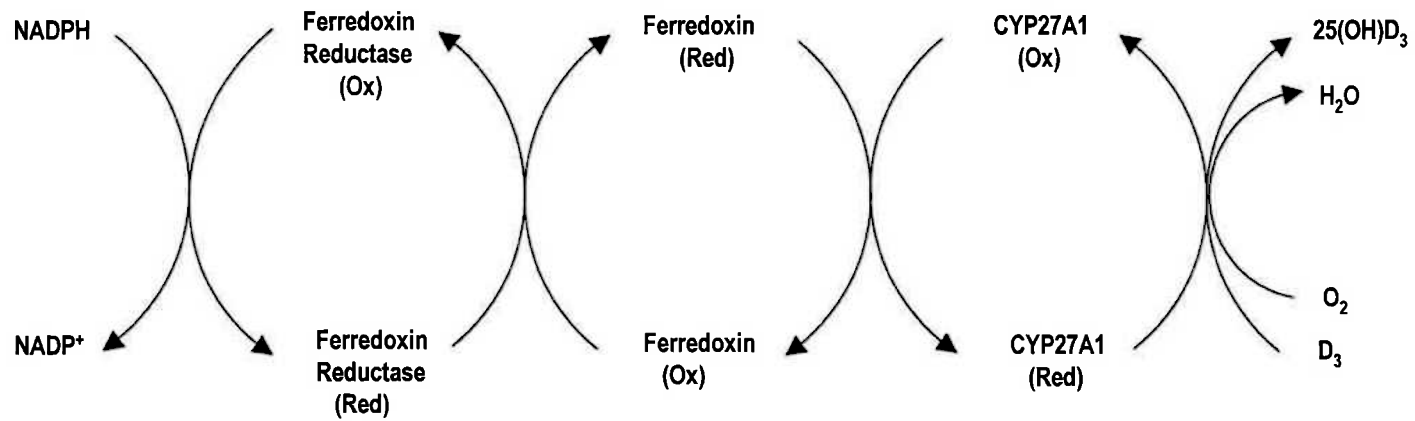 NADPH
Ferredoxin
Reductase
(Ox)
Ferredoxin
(Red)
CYP27A1
(Ox)
25(OH)D₃
H₂O
NADP⁺
Ferredoxin
Reductase
(Red)
Ferredoxin
(Ox)
CYP27A1
(Red)
O₂
D₃